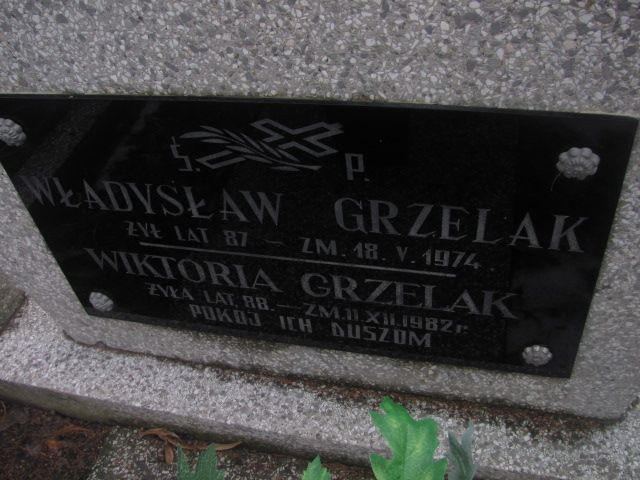 Ś. P.
WŁADYSŁAW GRZELAK
ŻYŁ LAT 87 - ZM. 18. V. 1974
WIKTORIA GRZELAK
ŻYŁA LAT 88. - ZM. 11 XII. 1982 r.
POKÓJ ICH DUSZOM